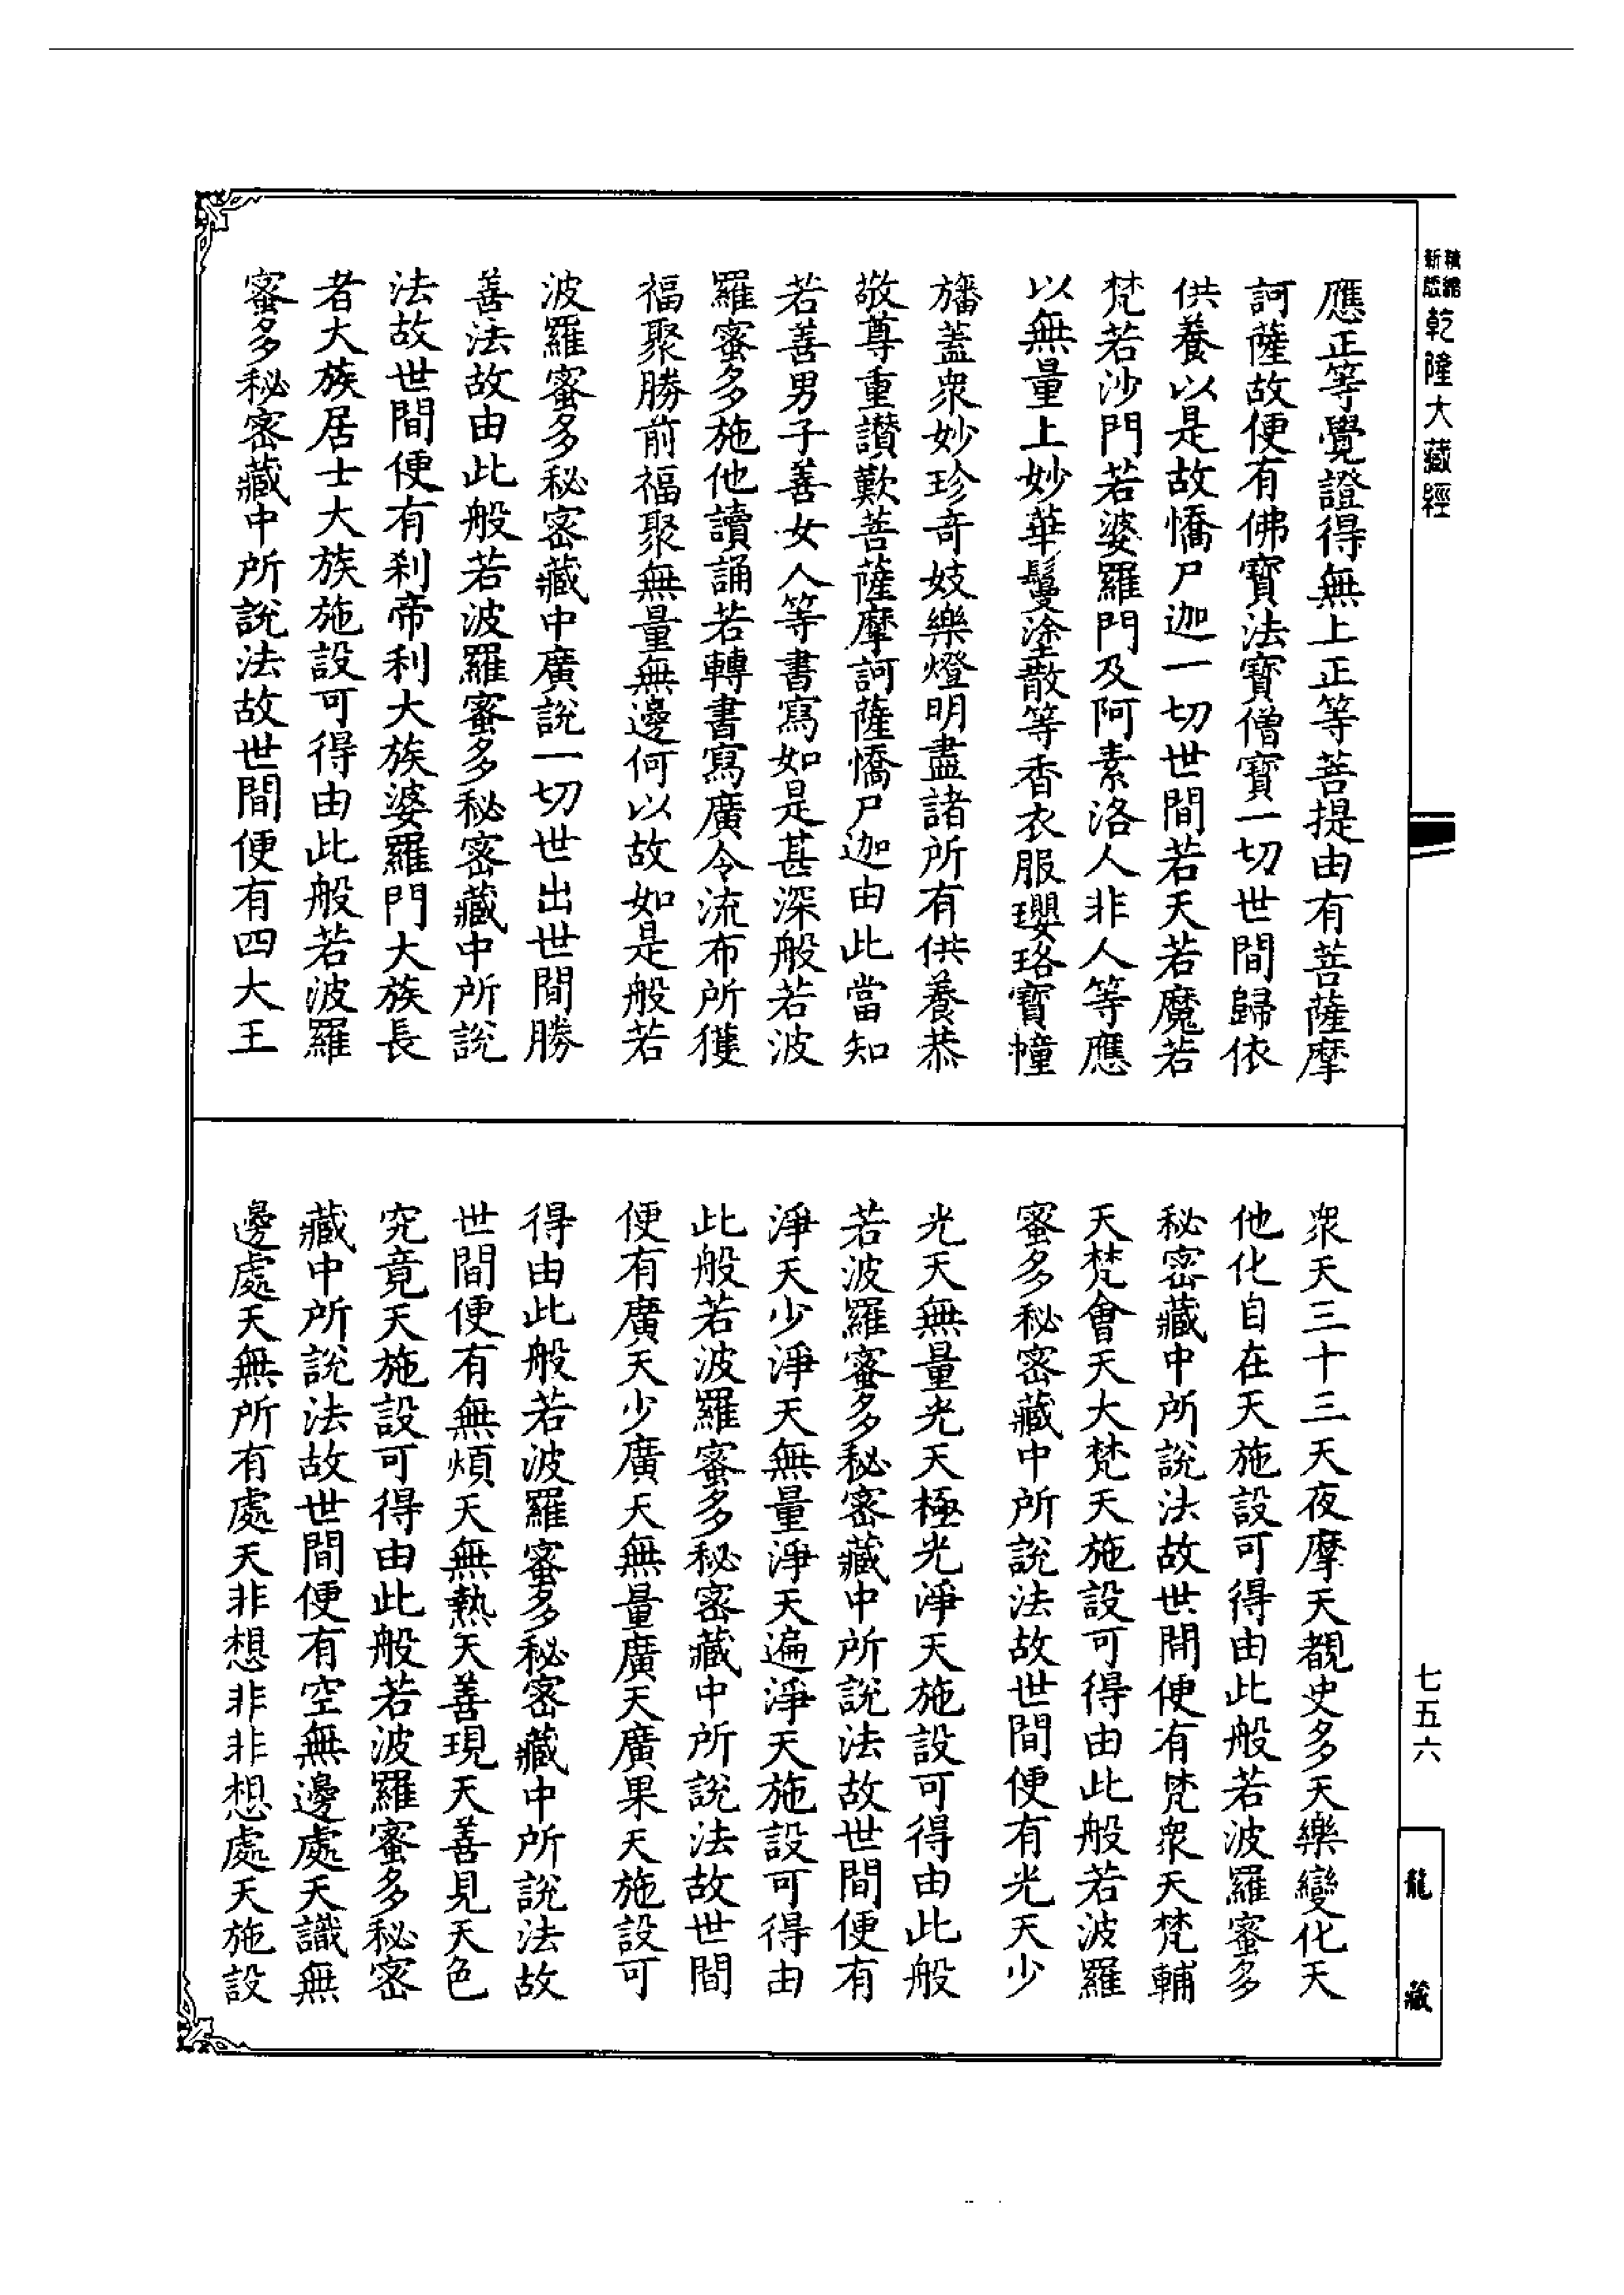 精縮
新版
乾隆大藏經
應正等覺證得無上正等菩提由有菩薩摩
訶薩故便有佛寶法寶僧寶一切世間歸依
供養以是故憍尸迦一切世間若天若魔若
梵若沙門若婆羅門及阿素洛人非人等應
以無量上妙華鬘塗散等香衣服瓔珞寶幢
旛蓋衆妙珍奇妓樂燈明盡諸所有供養恭
敬尊重讚歎菩薩摩訶薩憍尸迦由此當知
若善男子善女人等書寫如是甚深般若波
羅蜜多施他讀誦若轉書寫廣令流布所獲
福聚勝前福聚無量無邊何以故如是般若
波羅蜜多秘密藏中廣說一切世出世間勝
善法故由此般若波羅蜜多秘密藏中所說
法故世間便有刹帝利大族婆羅門大族長
者大族居士大族施設可得由此般若波羅
蜜多秘密藏中所說法故世間便有四大王
衆天三十三天夜摩天覩史多天樂變化天
他化自在天施設可得由此般若波羅蜜多
秘密藏中所說法故世間便有梵衆天梵輔
天梵會天大梵天施設可得由此般若波羅
蜜多秘密藏中所說法故世間便有光天少
光天無量光天極光淨天施設可得由此般
若波羅蜜多秘密藏中所說法故世間便有
淨天少淨天無量淨天遍淨天施設可得由
此般若波羅蜜多秘密藏中所說法故世間
便有廣天少廣天無量廣天廣果天施設可
得由此般若波羅蜜多秘密藏中所說法故
世間便有無煩天無熱天善現天善見天色
究竟天施設可得由此般若波羅蜜多秘密
藏中所說法故世間便有空無邊處天識無
邊處天無所有處天非想非非想處天施設
七五六
龍藏